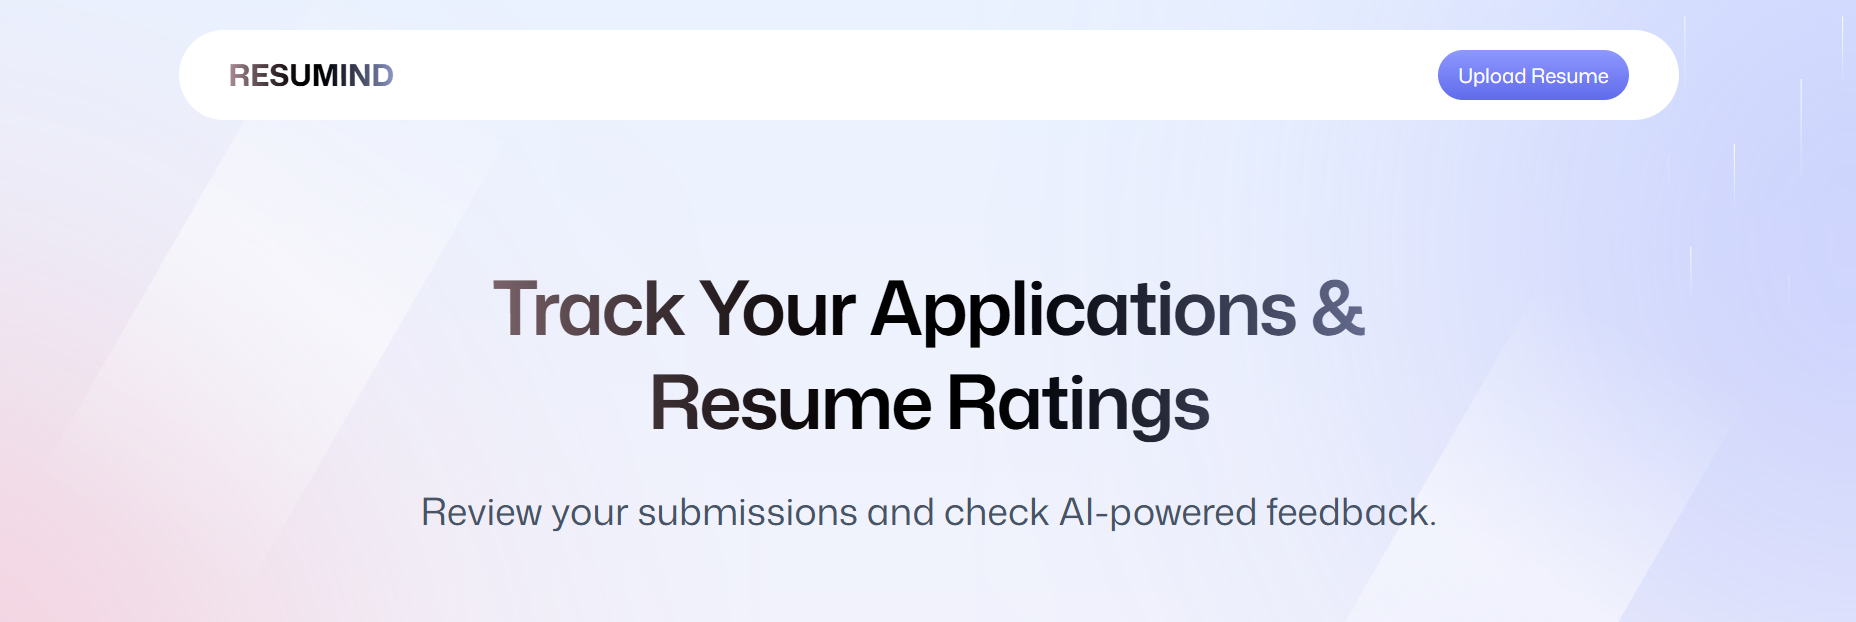 RESUMIND
Upload Resume
Track Your Applications &
Resume Ratings
Review your submissions and check AI-powered feedback.